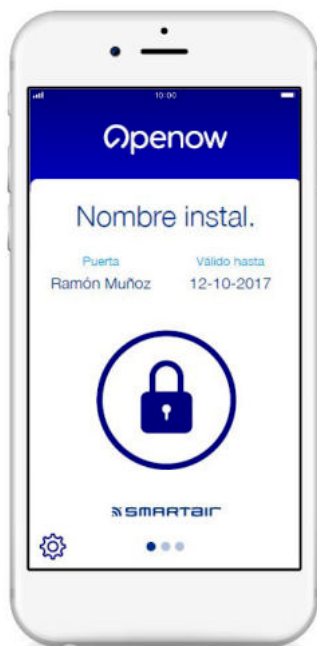 10:00
Openow
Nombre instal.
Puerta Válido hasta
Ramón Muñoz 12-10-2017
SMARTair